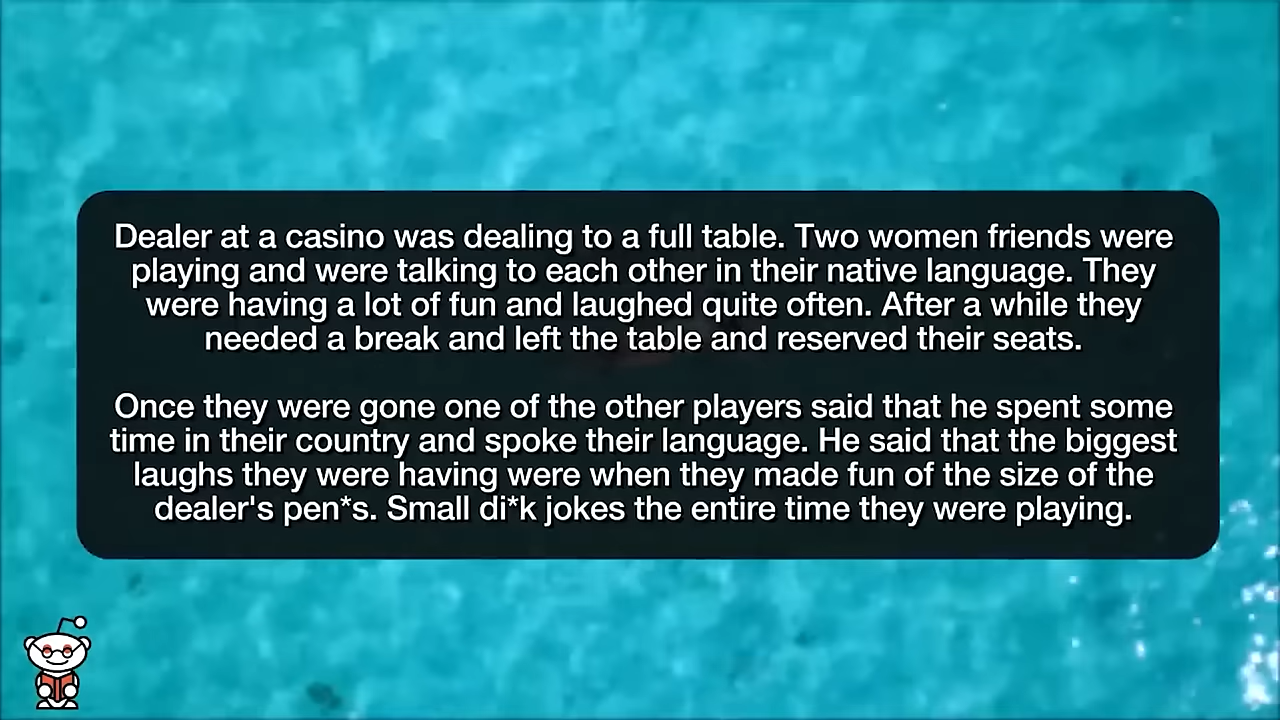 Dealer at a casino was dealing to a full table. Two women friends were
playing and were talking to each other in their native language. They
were having a lot of fun and laughed quite often. After a while they
needed a break and left the table and reserved their seats.
Once they were gone one of the other players said that he spent some
time in their country and spoke their language. He said that the biggest
laughs they were having were when they made fun of the size of the
dealer's pen*s. Small di*k jokes the entire time they were playing.